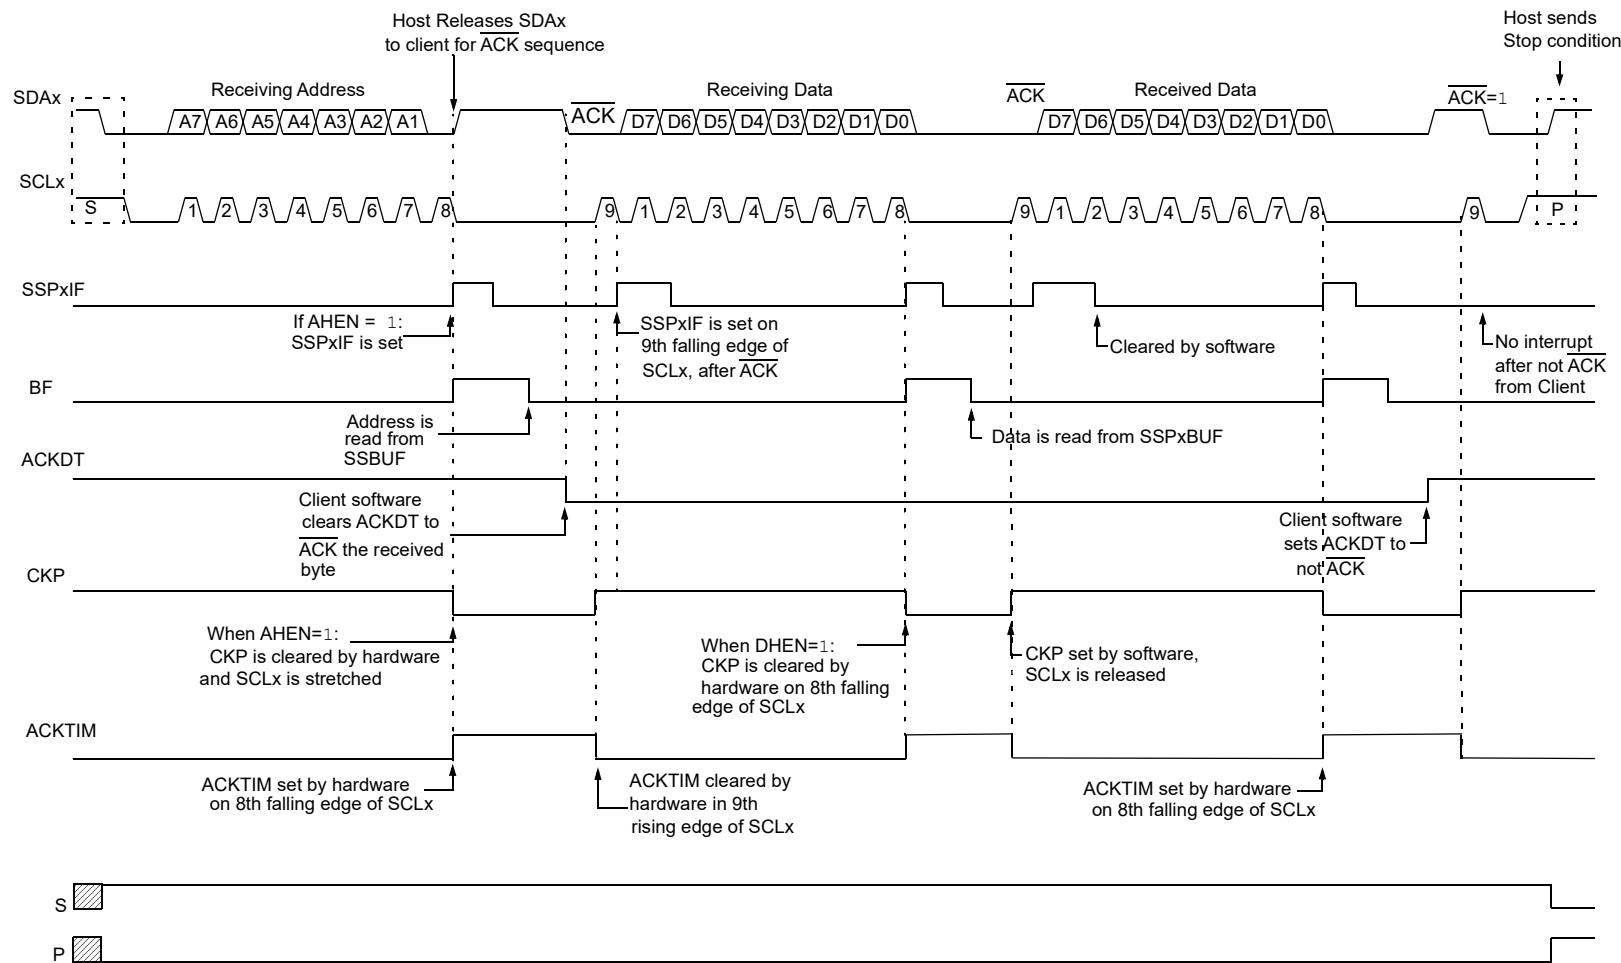 Host Releases SDAx
to client for ACK sequence
Host sends
Stop condition
SDAx
Receiving Address
ACK
Receiving Data
ACK
Received Data
ACK=1
A7 A6 A5 A4 A3 A2 A1
D7 D6 D5 D4 D3 D2 D1 D0
D7 D6 D5 D4 D3 D2 D1 D0
SCLx
S
1 2 3 4 5 6 7 8
9 1 2 3 4 5 6 7 8
9 1 2 3 4 5 6 7 8
9
P
SSPxIF
If AHEN = 1:
SSPxIF is set
SSPxIF is set on
9th falling edge of
SCLx, after ACK
Cleared by software
No interrupt
after not ACK
from Client
BF
Address is
read from
SSBUF
Data is read from SSPxBUF
ACKDT
Client software
clears ACKDT to
ACK the received
byte
Client software
sets ACKDT to
not ACK
CKP
When AHEN=1:
CKP is cleared by hardware
and SCLx is stretched
When DHEN=1:
CKP is cleared by
hardware on 8th falling
edge of SCLx
CKP set by software,
SCLx is released
ACKTIM
ACKTIM set by hardware
on 8th falling edge of SCLx
ACKTIM cleared by
hardware in 9th
rising edge of SCLx
ACKTIM set by hardware
on 8th falling edge of SCLx
S
P